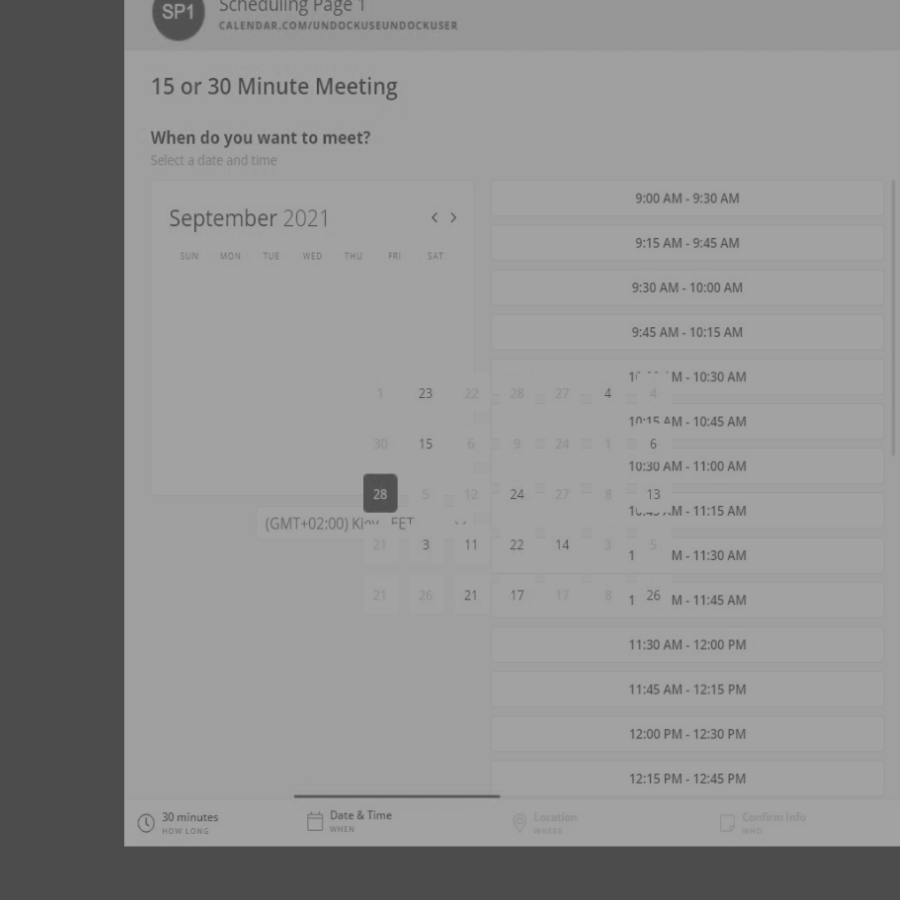 SP1
Scheduling Page 1
CALENDAR.COM/UNDOCKUSEUNDOCKUSER
15 or 30 Minute Meeting
When do you want to meet?
Select a date and time
September 2021
SUN MON TUE WED THU FRI SAT
1 23 22 28 27 4 4
30 15 6 9 24 1 6
28 5 12 24 27 8 13
21 3 11 22 14 3 5
21 26 21 17 17 8 26
(GMT+02:00) EET
9:00 AM - 9:30 AM
9:15 AM - 9:45 AM
9:30 AM - 10:00 AM
9:45 AM - 10:15 AM
M - 10:30 AM
10:15 AM - 10:45 AM
10:30 AM - 11:00 AM
M - 11:15 AM
1 M - 11:30 AM
1 M - 11:45 AM
11:30 AM - 12:00 PM
11:45 AM - 12:15 PM
12:00 PM - 12:30 PM
12:15 PM - 12:45 PM
30 minutes
HOW LONG
Date & Time
WHEN
Location
WHERE
Confirm Info
WHO